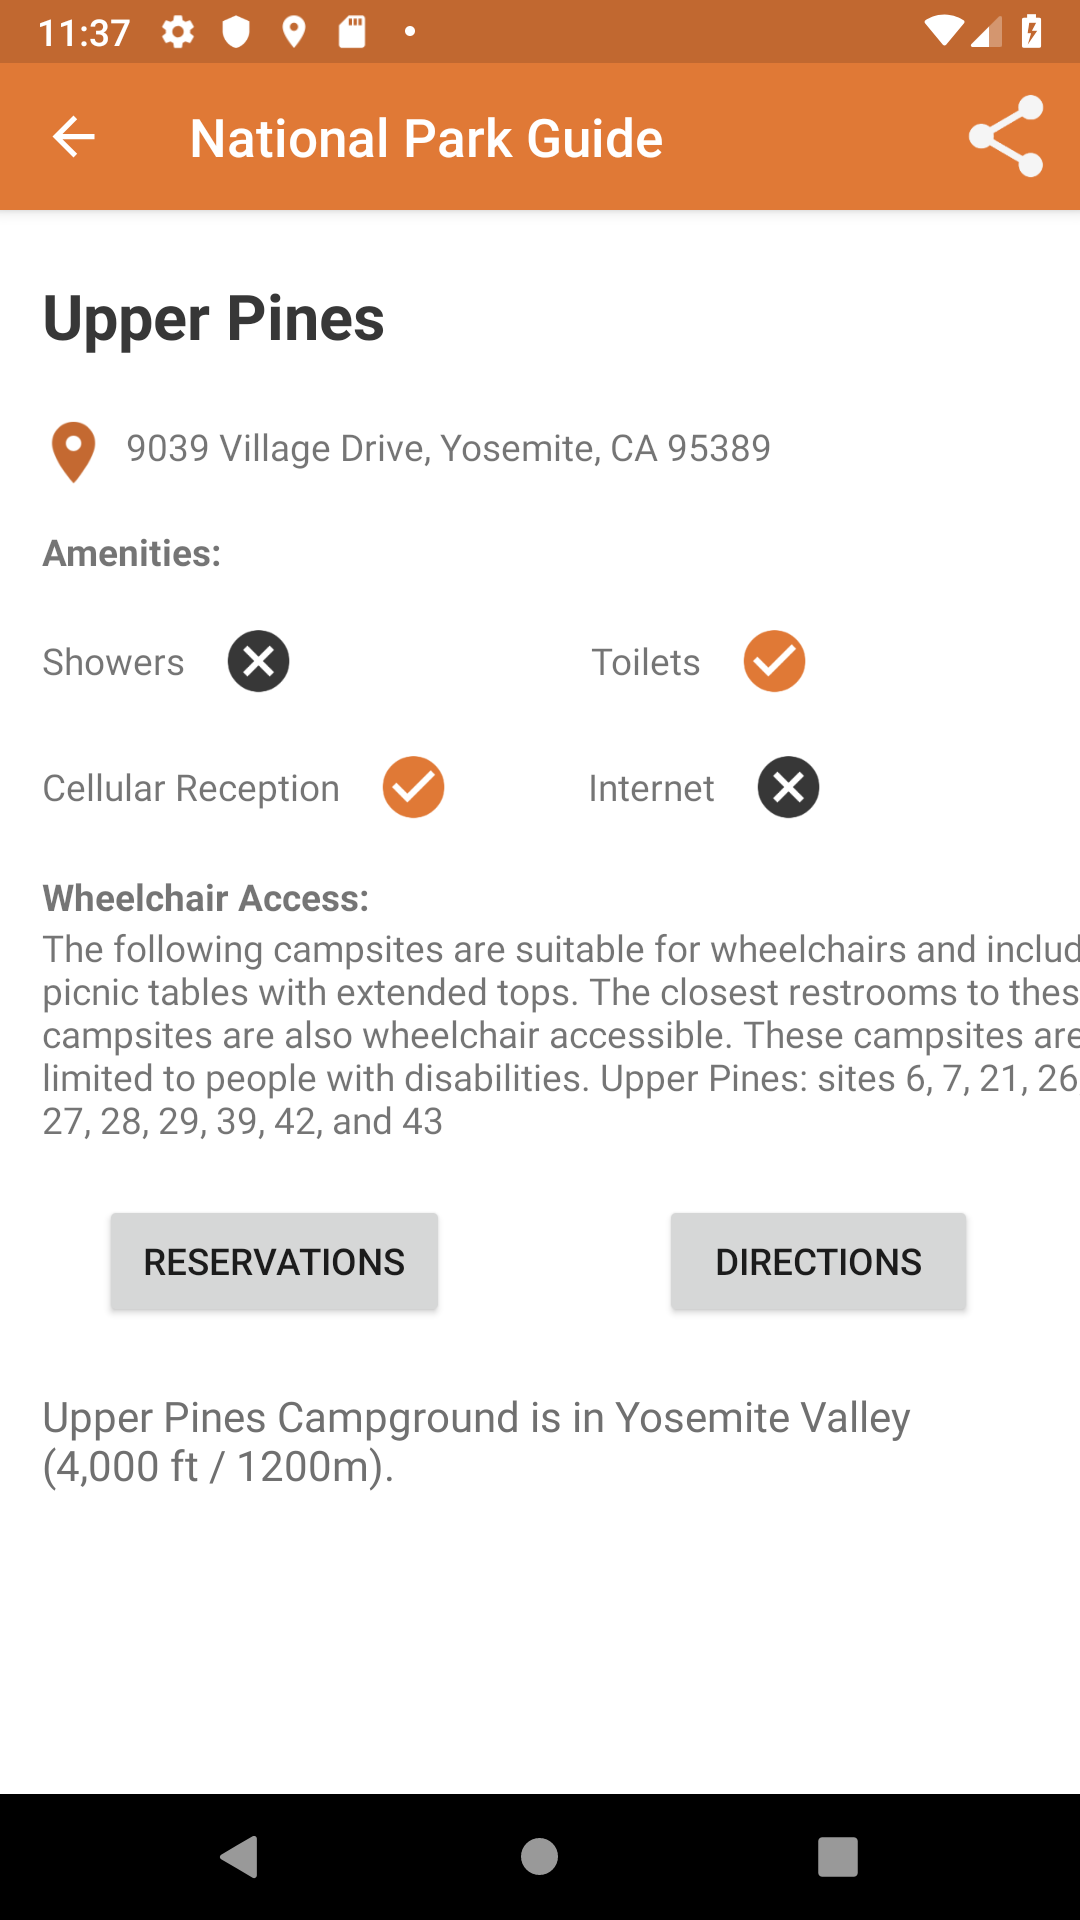 11:37
National Park Guide
Upper Pines
9039 Village Drive, Yosemite, CA 95389
Amenities:
Showers
Toilets
Cellular Reception
Internet
Wheelchair Access:
The following campsites are suitable for wheelchairs and includ
picnic tables with extended tops. The closest restrooms to thes
campsites are also wheelchair accessible. These campsites are
limited to people with disabilities. Upper Pines: sites 6, 7, 21, 26
27, 28, 29, 39, 42, and 43
RESERVATIONS
DIRECTIONS
Upper Pines Campground is in Yosemite Valley
(4,000 ft / 1200m).